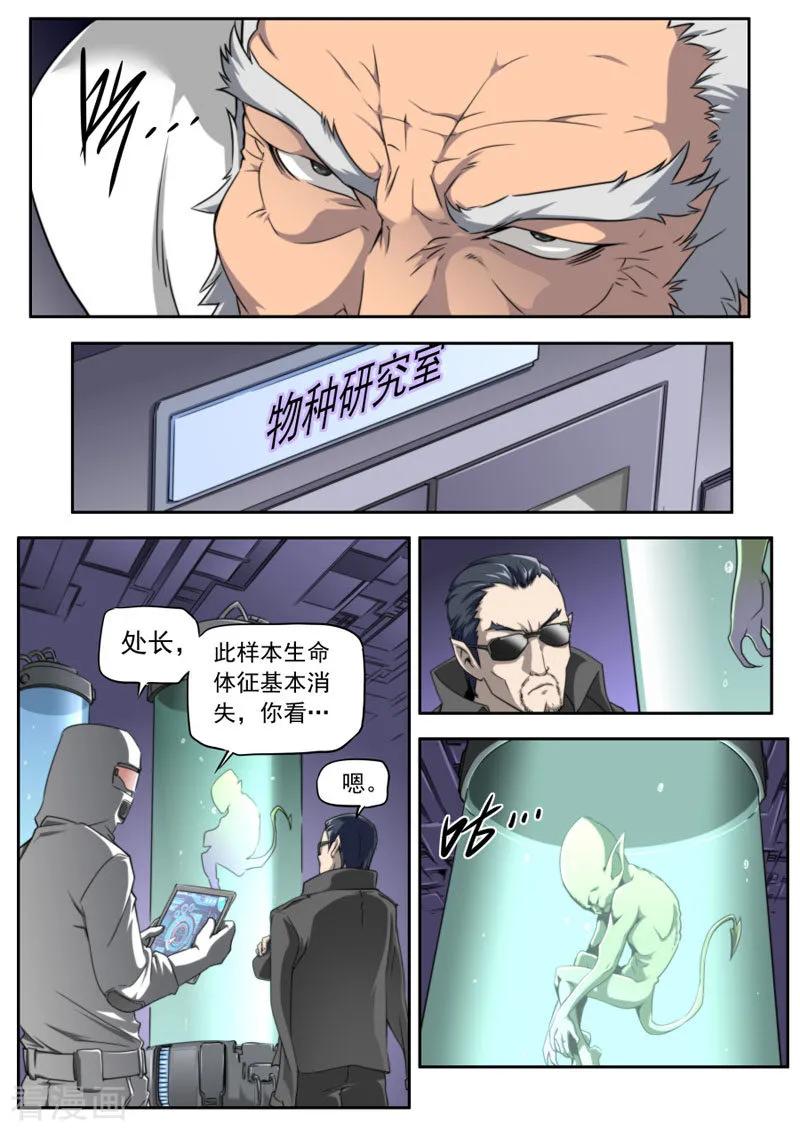 吩…
物种研究室
处长，
此样本生命
体征基本消
失，你看…
嗯。
咕…
看漫画